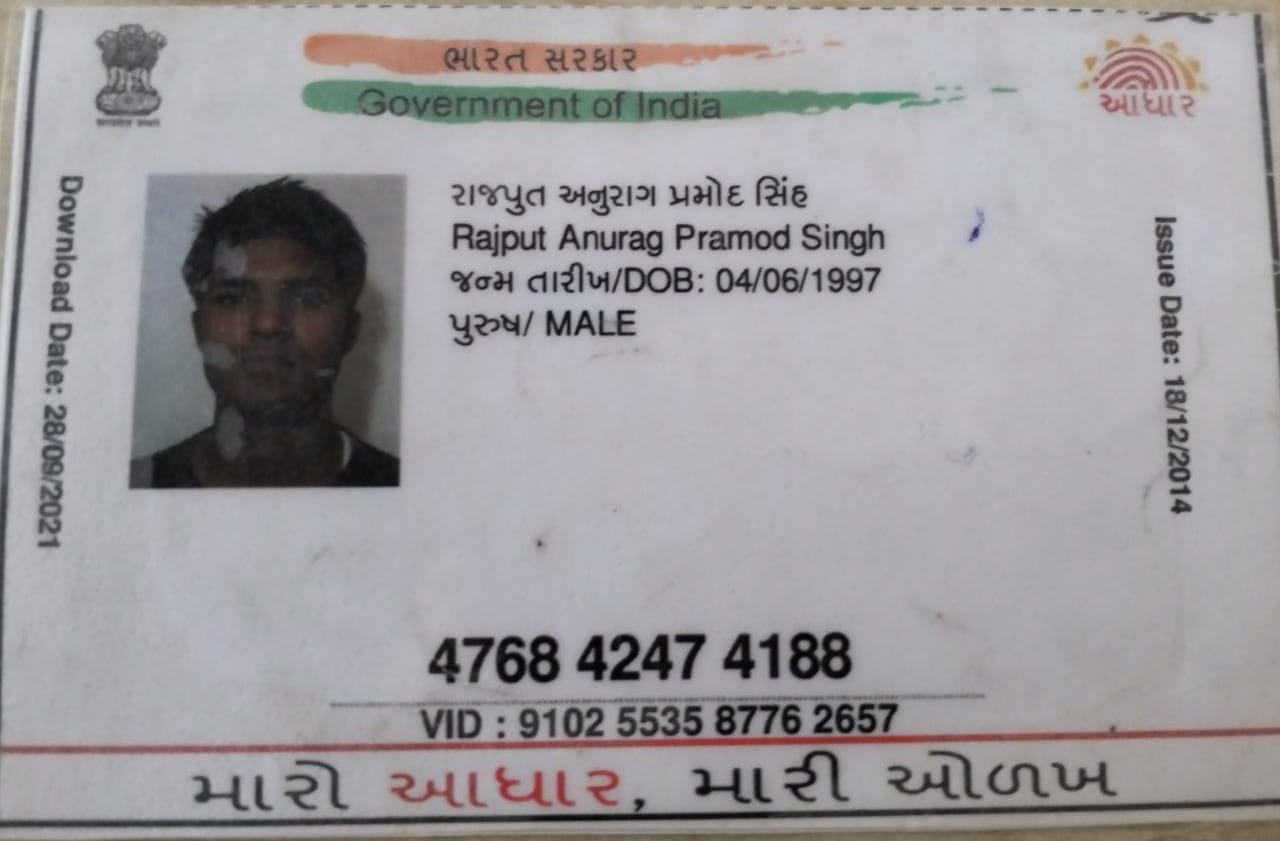 ભારત સરકાર
Government of India
આધાર
Download Date: 28/09/2021
રાજપુત અનુરાગ પ્રમોદ સિંહ
Rajput Anurag Pramod Singh
જન્મ તારીખ/DOB: 04/06/1997
પુરુષ/ MALE
Issue Date: 18/12/2014
4768 4247 4188
VID : 9102 5535 8776 2657
મારો આધાર, મારી ઓળખ